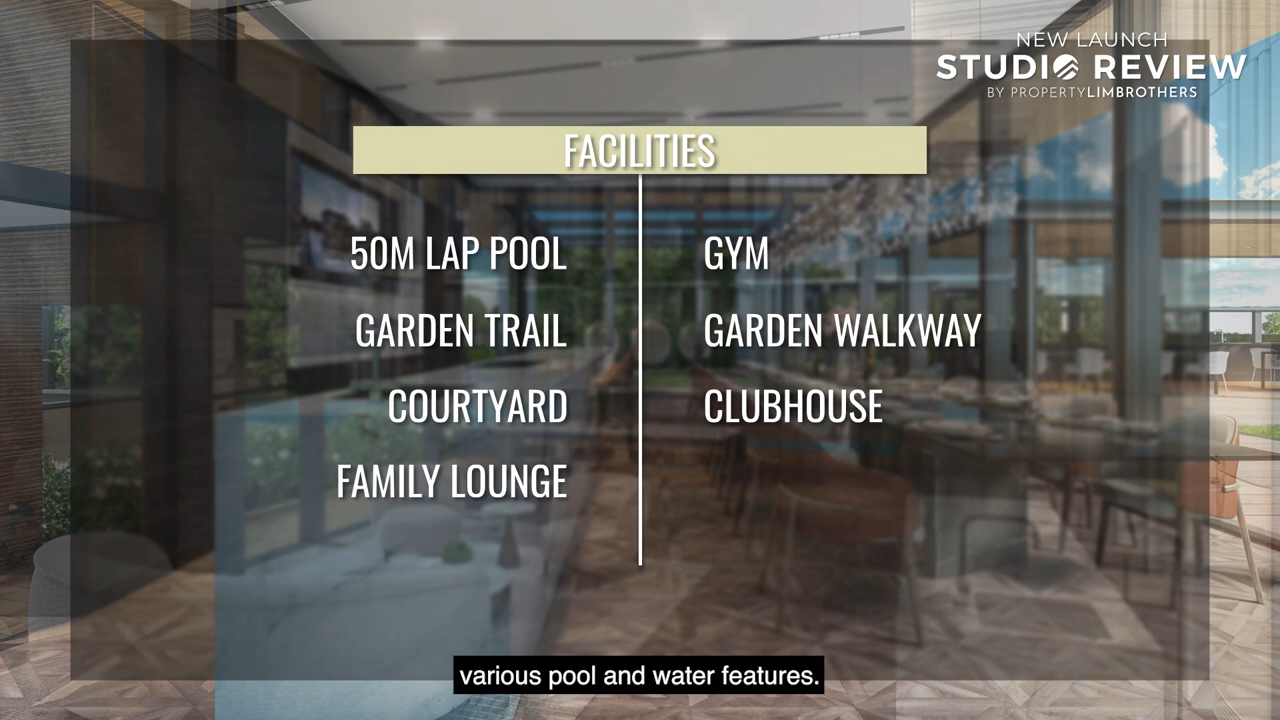 NEW LAUNCH
STUDIO REVIEW
BY PROPERTYLIMBROTHERS
FACILITIES
50M LAP POOL
GARDEN TRAIL
COURTYARD
FAMILY LOUNGE
GYM
GARDEN WALKWAY
CLUBHOUSE
various pool and water features.